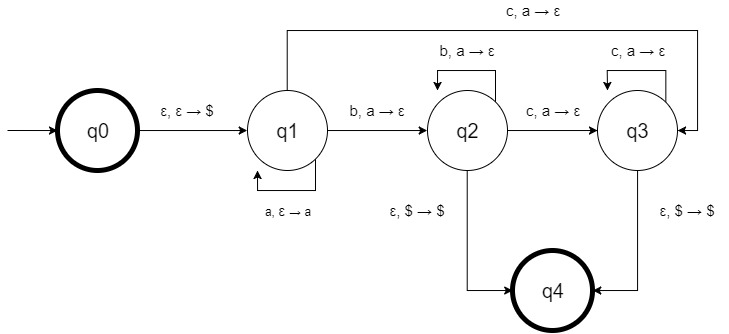 c, a → ε
b, a → ε
c, a → ε
q0
ε, ε → $
q1
b, a → ε
q2
c, a → ε
q3
a, ε → a
ε, $ → $
ε, $ → $
q4